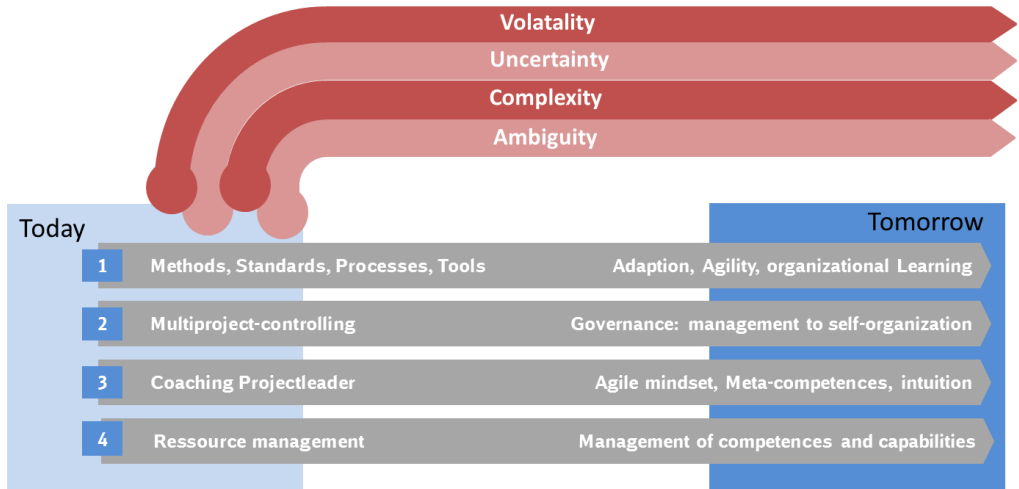 Volatality
Uncertainty
Complexity
Ambiguity
Today
Tomorrow
1 Methods, Standards, Processes, Tools Adaption, Agility, organizational Learning
2 Multiproject-controlling Governance: management to self-organization
3 Coaching Projectleader Agile mindset, Meta-competences, intuition
4 Ressource management Management of competences and capabilities